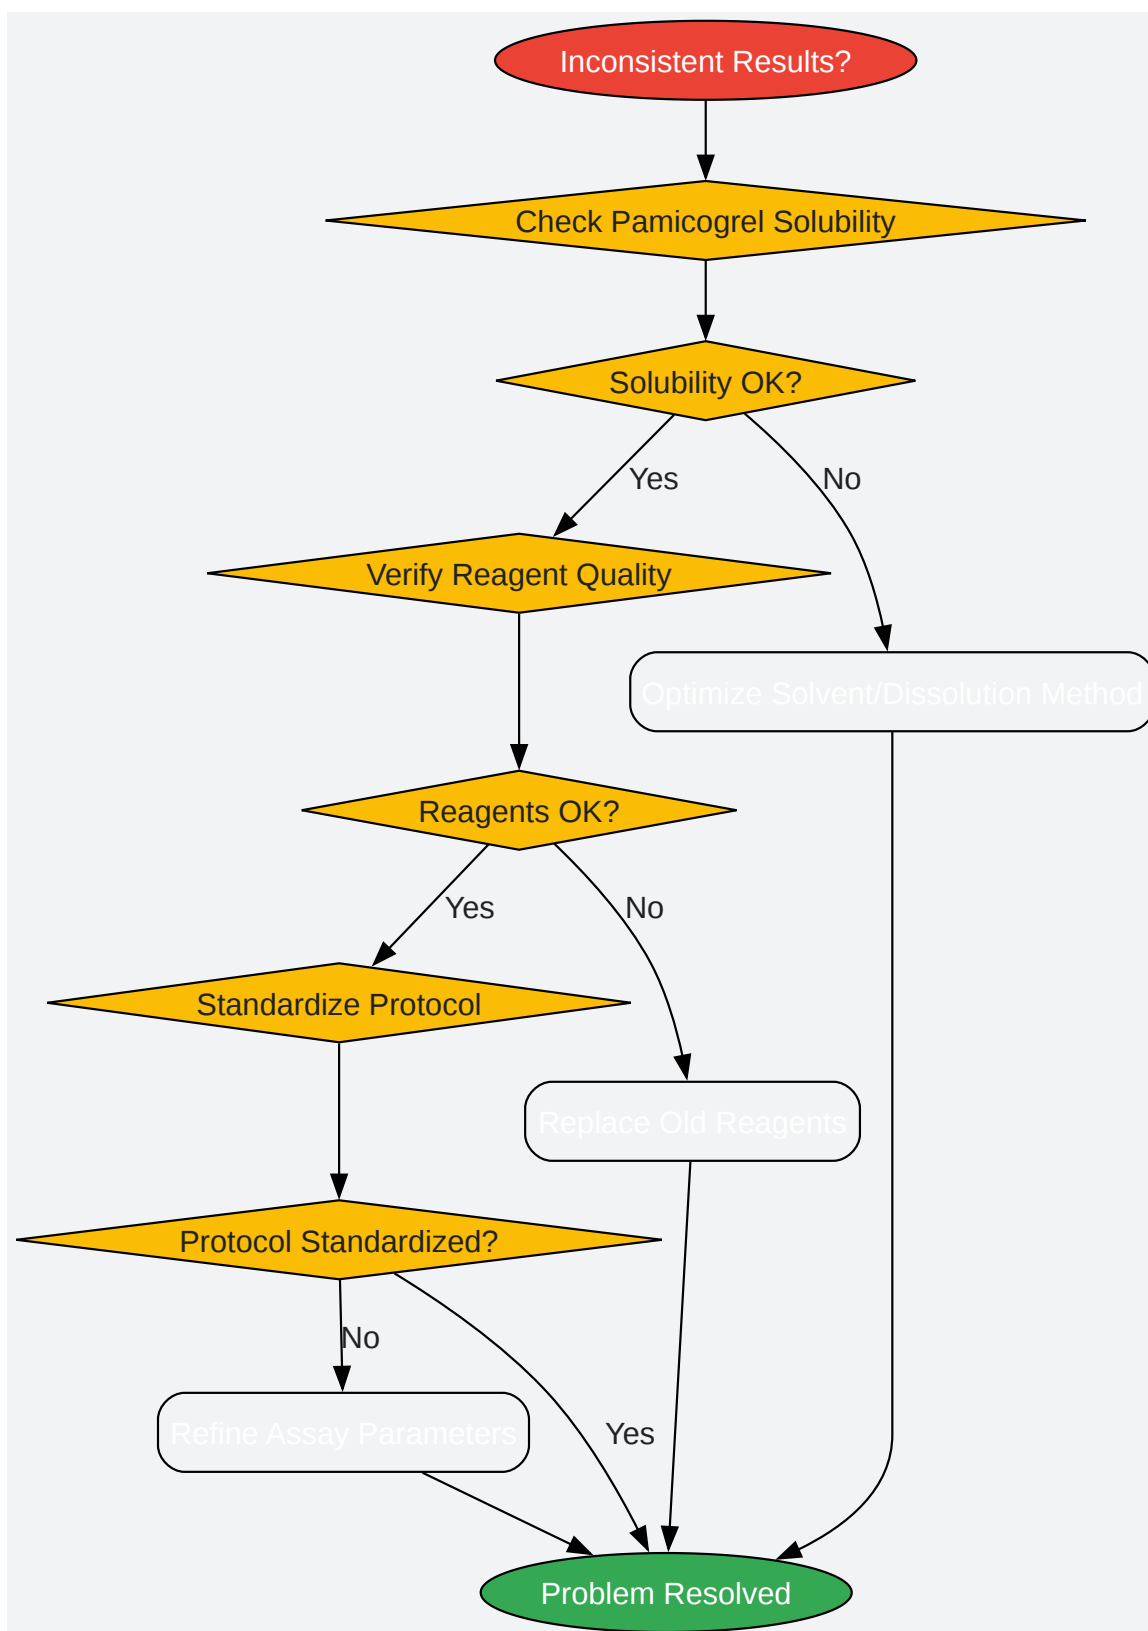 Inconsistent Results?
Check Pamicogrel Solubility
Solubility OK?
Yes
No
Verify Reagent Quality
Optimize Solvent/Dissolution Method
Reagents OK?
Yes
No
Standardize Protocol
Replace Old Reagents
Protocol Standardized?
No
Refine Assay Parameters
Yes
Problem Resolved